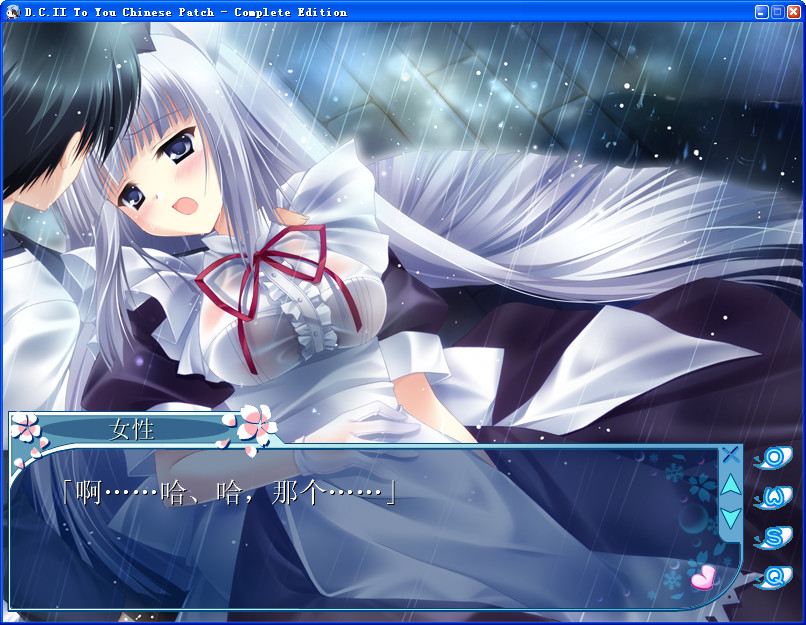 D.C.II To You Chinese Patch - Complete Edition
女性
「啊……哈、哈，那个……」
O
W
S
Q